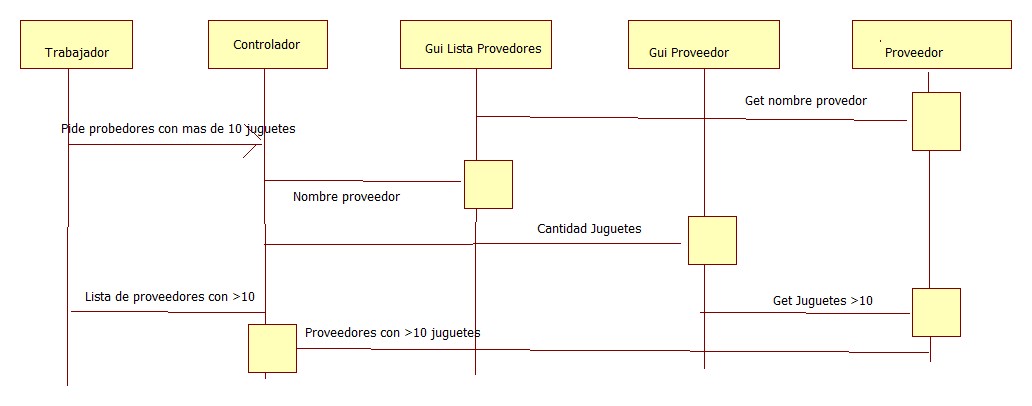 Trabajador
Controlador
Gui Lista Provedores
Gui Proveedor
Proveedor
Get nombre provedor
Pide probedores con mas de 10 juguetes
Nombre proveedor
Cantidad Juguetes
Lista de proveedores con >10
Get Juguetes >10
Proveedores con >10 juguetes